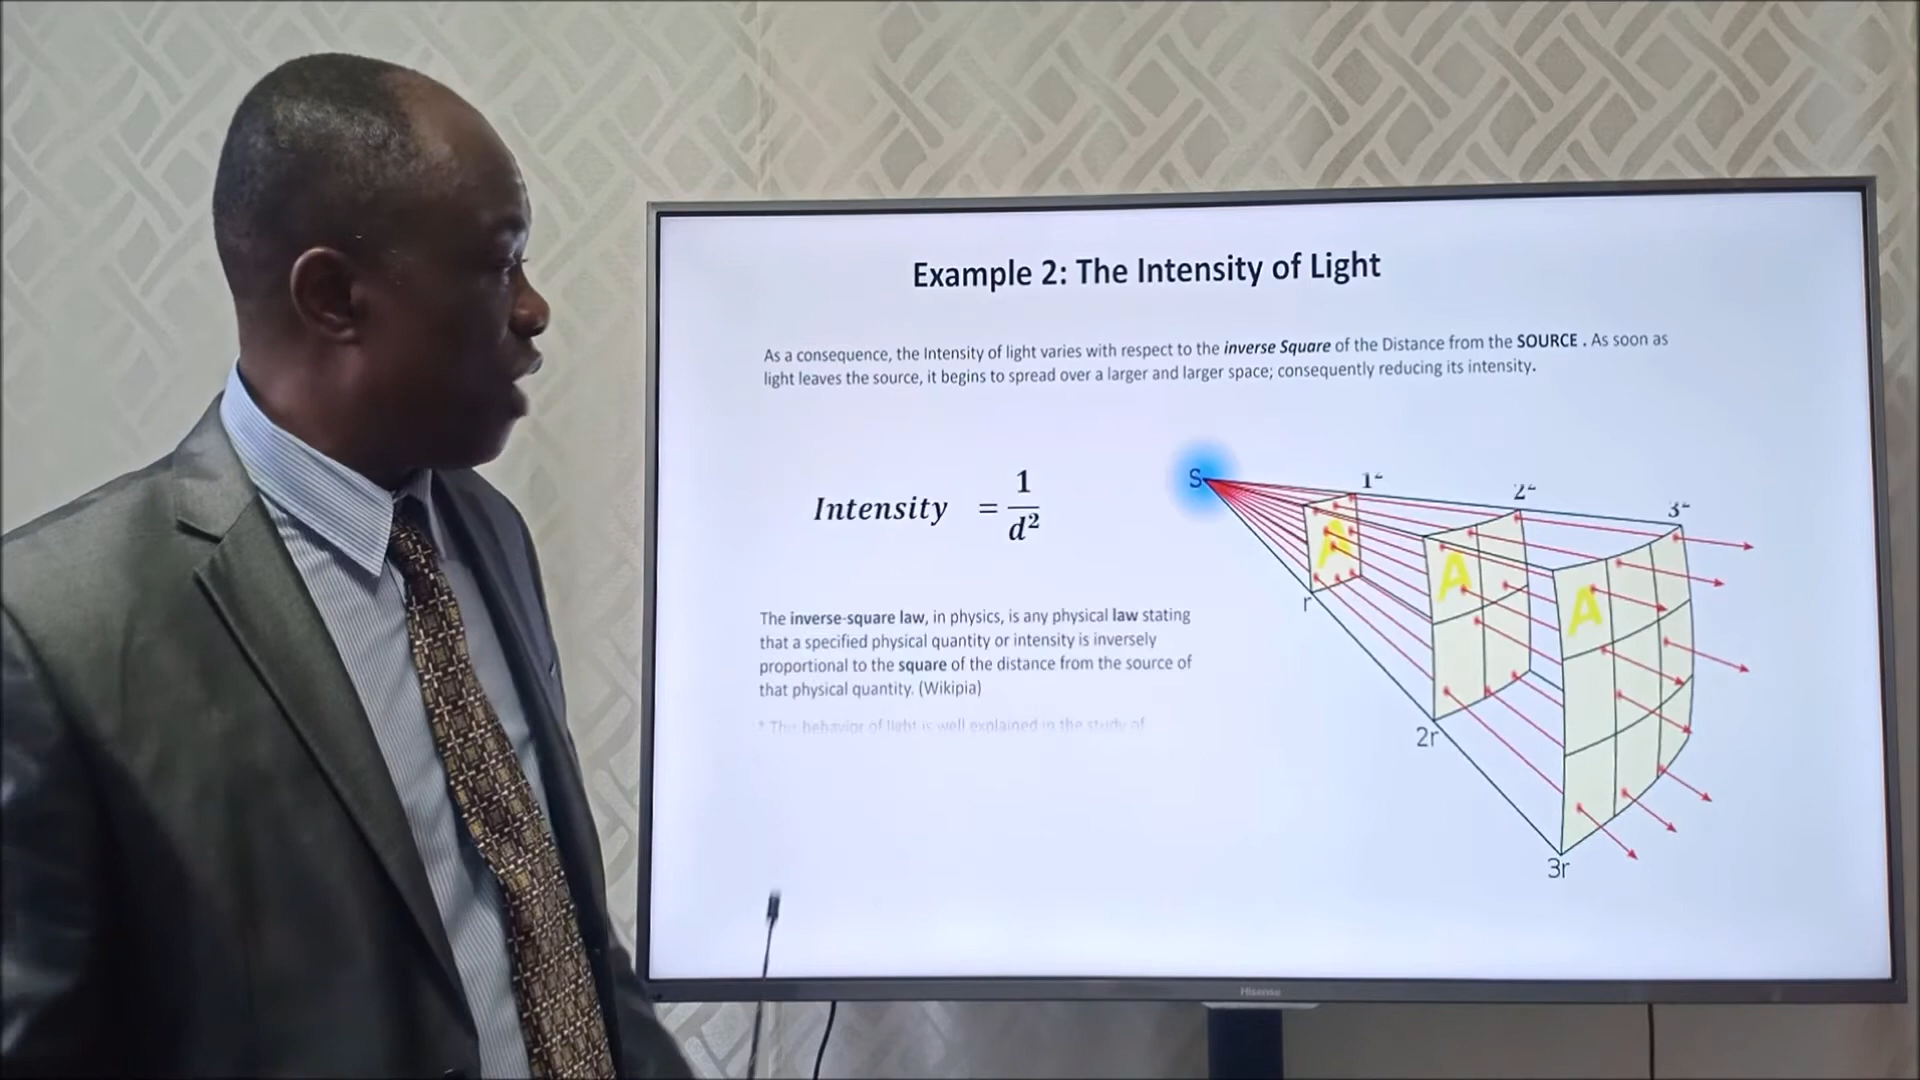 Example 2: The Intensity of Light
As a consequence, the Intensity of light varies with respect to the inverse Square of the Distance from the SOURCE . As soon as
light leaves the source, it begins to spread over a larger and larger space; consequently reducing its intensity.
Intensity = 1/d²
S
1²
2²
3²
A
A
A
r
2r
3r
The inverse-square law, in physics, is any physical law stating
that a specified physical quantity or intensity is inversely
proportional to the square of the distance from the source of
that physical quantity. (Wikipia)
* This behavior of light is well explained in the study of
Hisense